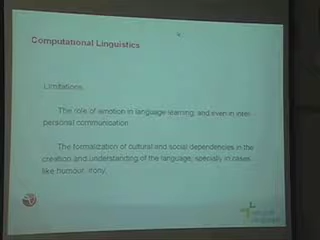 Computational Linguistics
Limitations:
The role of emotion in language learning, and even in inter-
personal communication
The formalization of cultural and social dependencies in the
creation and understanding of the language, specially in cases
like humour, irony,